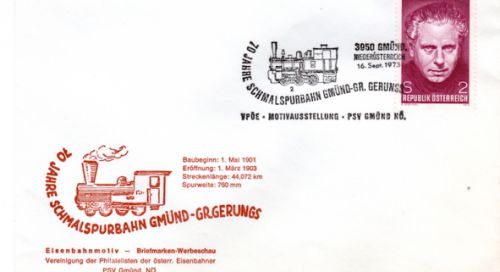 70 JAHRE
SCHMALSPURBAHN GMÜND-GR. GERUNGS
2
3950 GMÜND,
NIEDERÖSTERREICH
16. Sept. 1973
VPÖE - MOTIVAUSSTELLUNG - PSV GMÜND NÖ.
S 2
REPUBLIK ÖSTERREICH
70 JAHRE
SCHMALSPURBAHN GMÜND-GR.GERUNGS
Baubeginn: 1. Mai 1901
Eröffnung: 1. März 1903
Streckenlänge: 44,072 km
Spurweite: 760 mm
Eisenbahnmotiv — Briefmarken-Werbeschau
Vereinigung der Philatelisten der österr. Eisenbahner
PSV Gmünd, NÖ